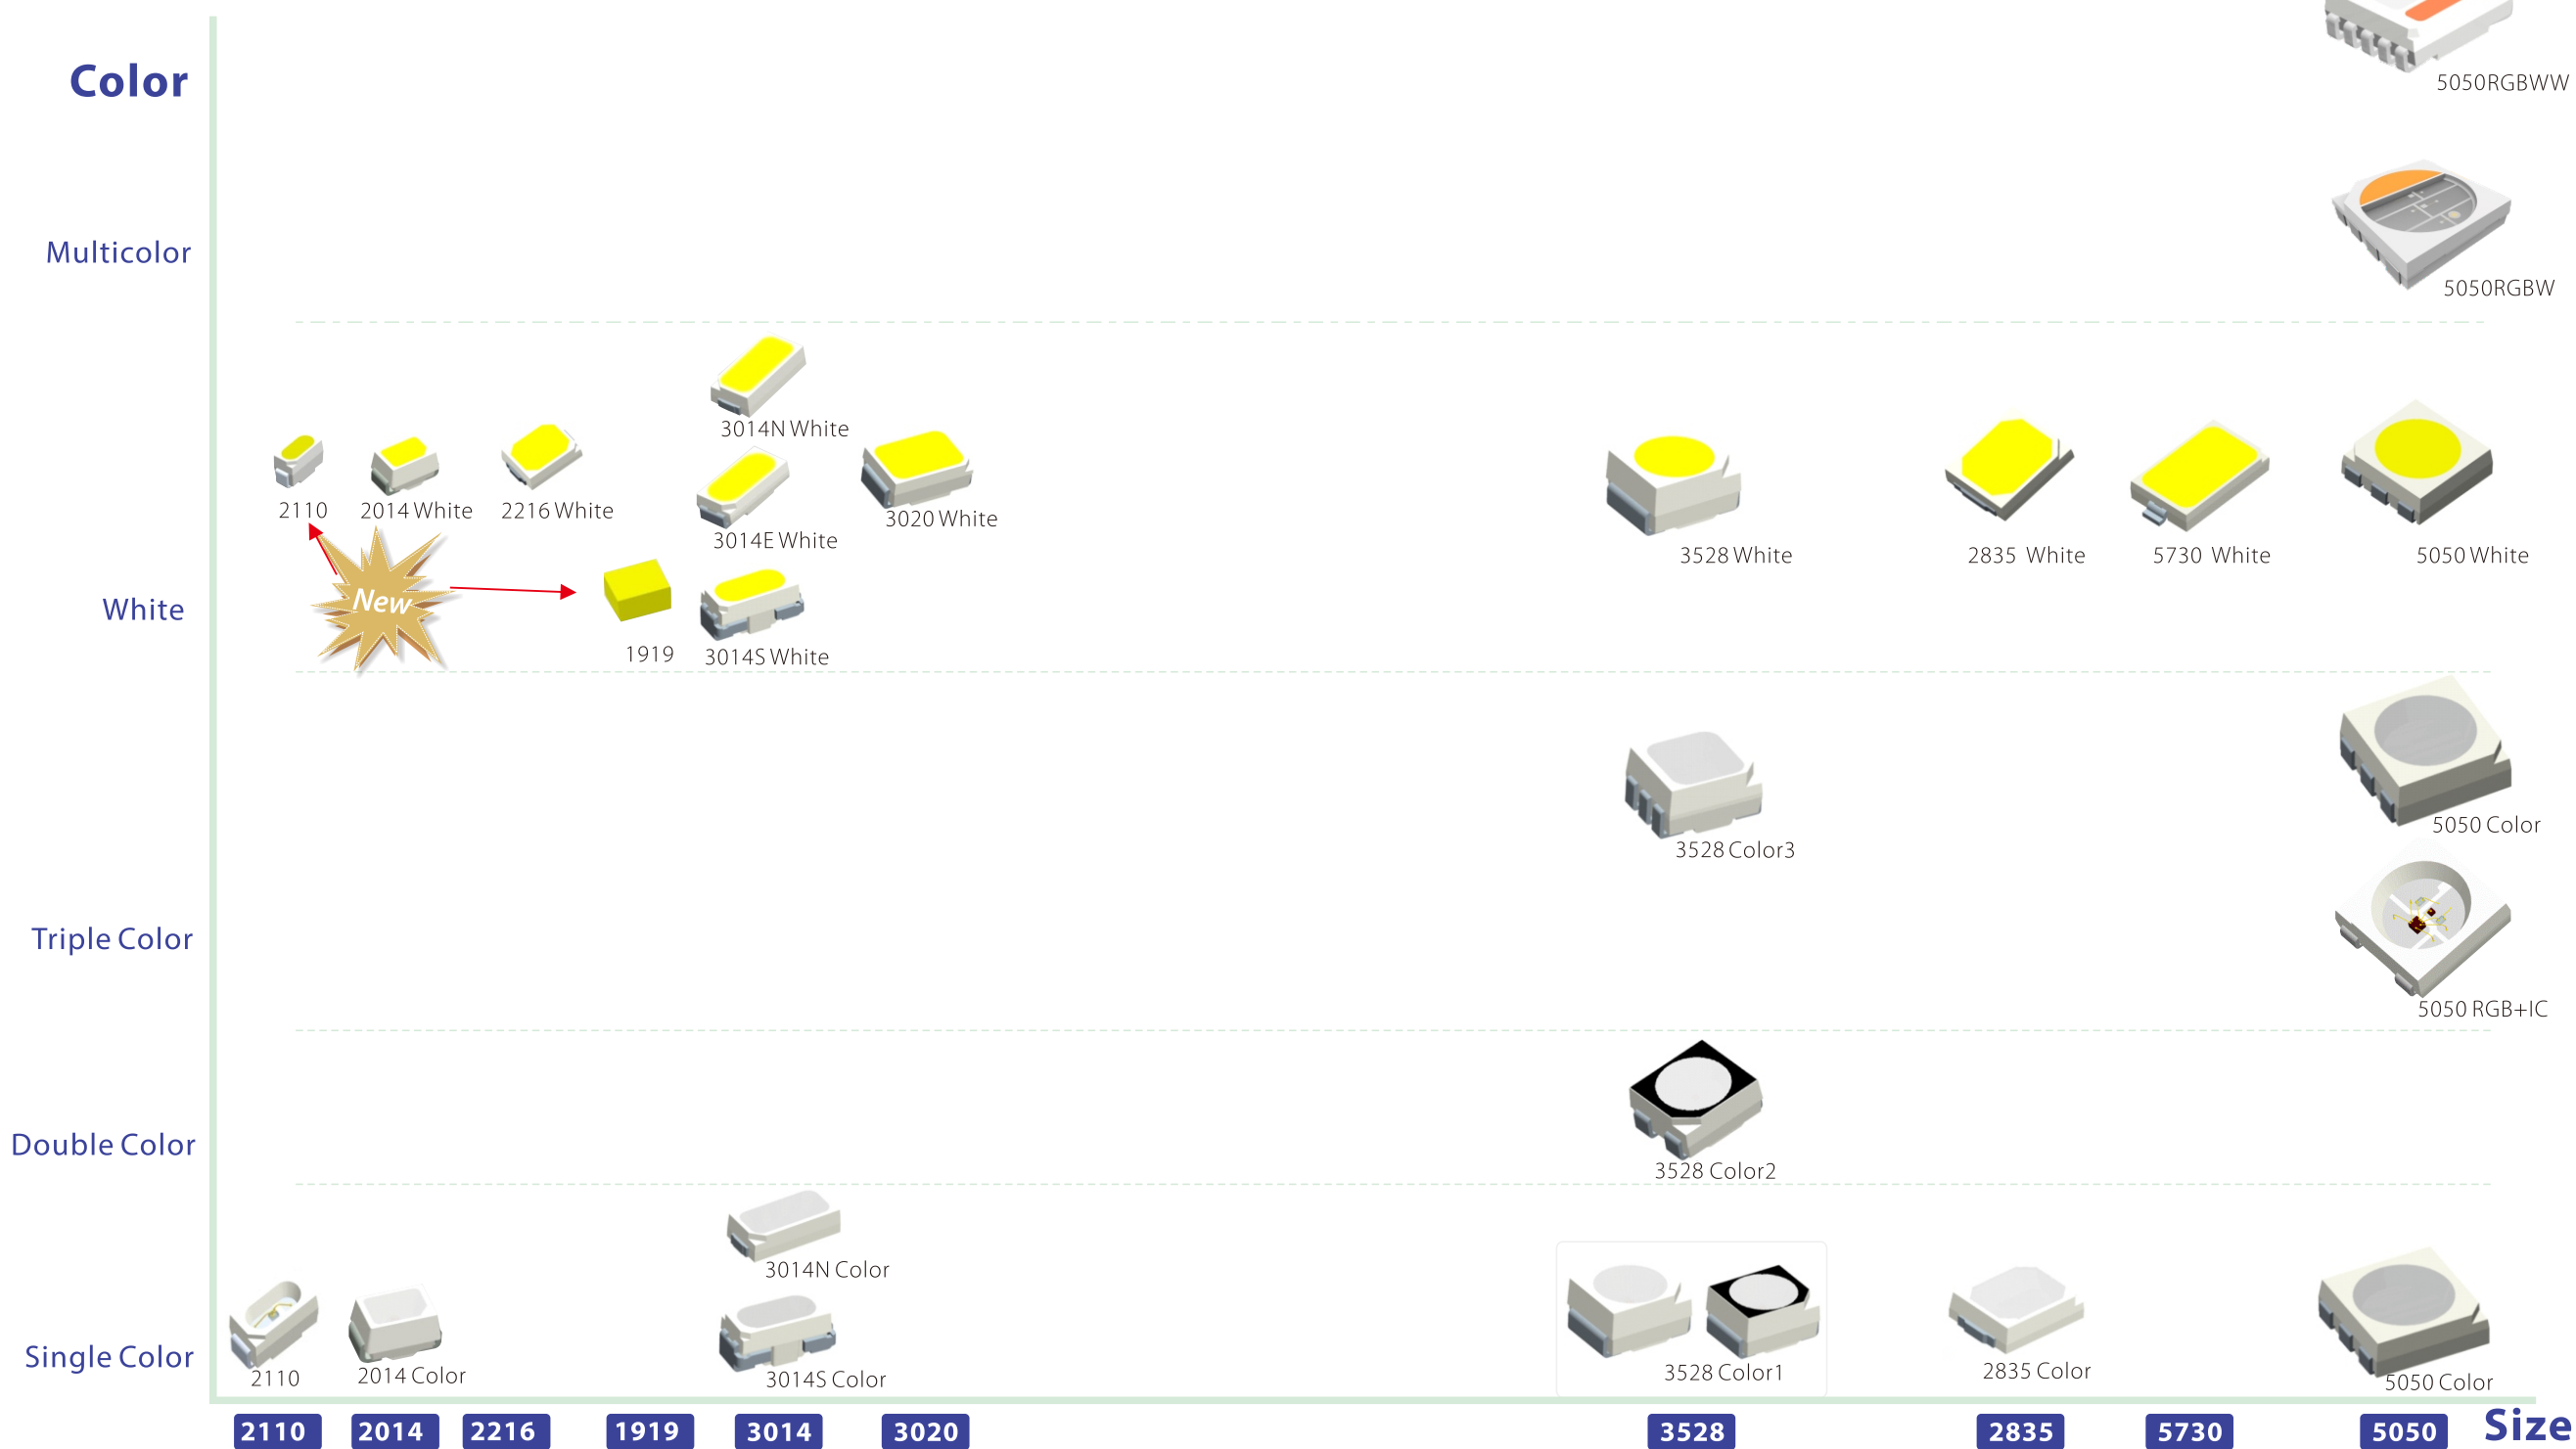 Color
5050RGBWW
Multicolor
5050RGBW
3014N White
2110
2014 White
2216 White
3014E White
3020 White
3528 White
2835 White
5730 White
5050 White
New
White
1919
3014S White
5050 Color
3528 Color3
Triple Color
5050 RGB+IC
Double Color
3528 Color2
3014N Color
Single Color
2110
2014 Color
3014S Color
3528 Color1
2835 Color
5050 Color
2110
2014
2216
1919
3014
3020
3528
2835
5730
5050
Size